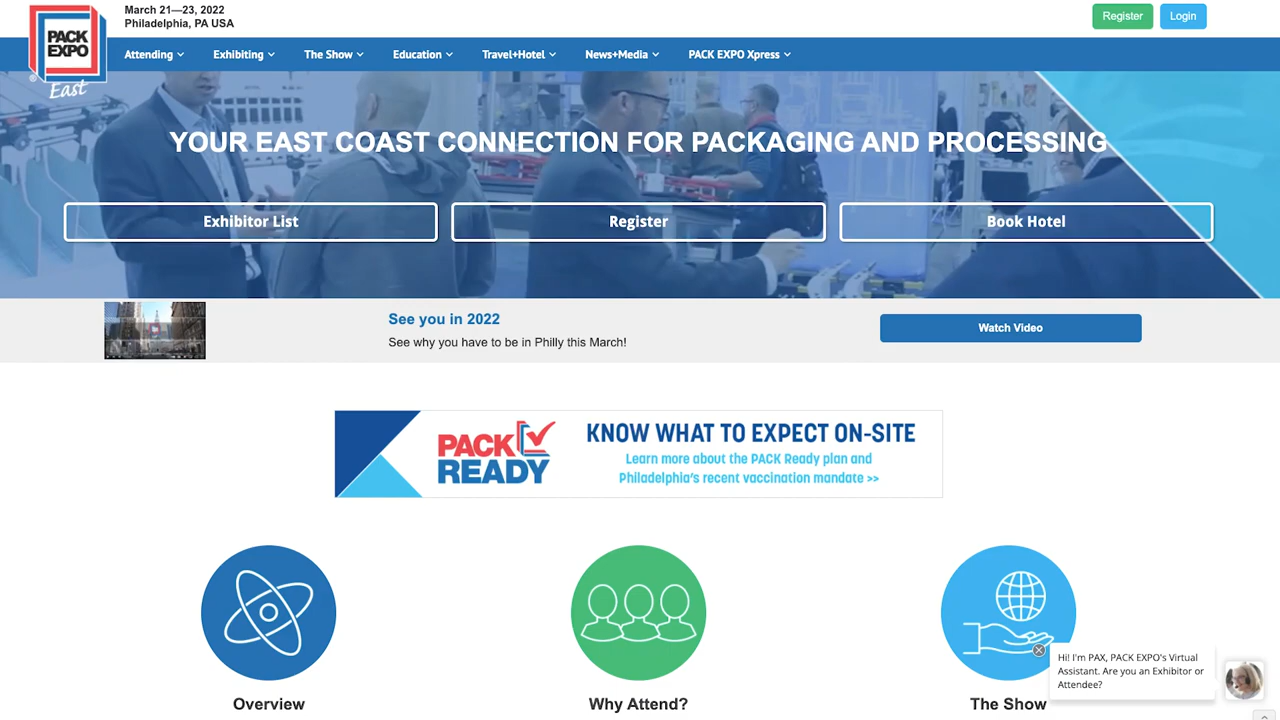 March 21—23, 2022
Philadelphia, PA USA
Register
Login
PACK
EXPO
®
East
Attending
Exhibiting
The Show
Education
Travel+Hotel
News+Media
PACK EXPO Xpress
YOUR EAST COAST CONNECTION FOR PACKAGING AND PROCESSING
Exhibitor List
Register
Book Hotel
See you in 2022
See why you have to be in Philly this March!
Watch Video
PACK
READY
KNOW WHAT TO EXPECT ON-SITE
Learn more about the PACK Ready plan and
Philadelphia's recent vaccination mandate >>
Overview
Why Attend?
The Show
Hi! I'm PAX, PACK EXPO's Virtual
Assistant. Are you an Exhibitor or
Attendee?